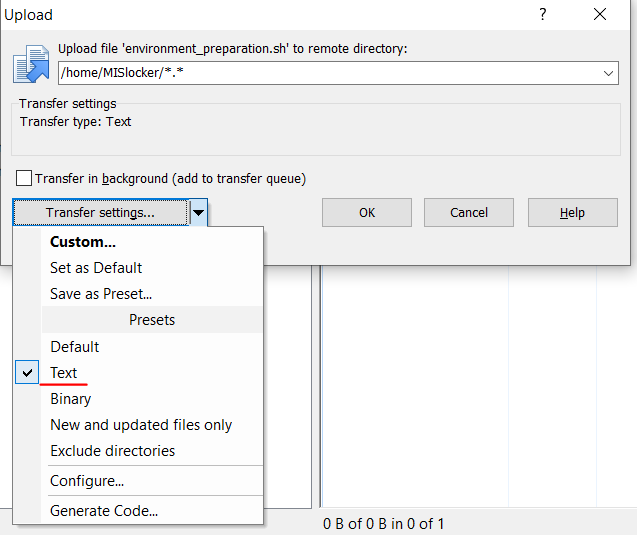 Upload
?
Upload file 'environment_preparation.sh' to remote directory:
/home/MISlocker/*.*
Transfer settings
Transfer type: Text
Transfer in background (add to transfer queue)
Transfer settings... OK Cancel Help
Custom...
Set as Default
Save as Preset...
Presets
Default
Text
Binary
New and updated files only
Exclude directories
Configure...
Generate Code...
0 B of 0 B in 0 of 1